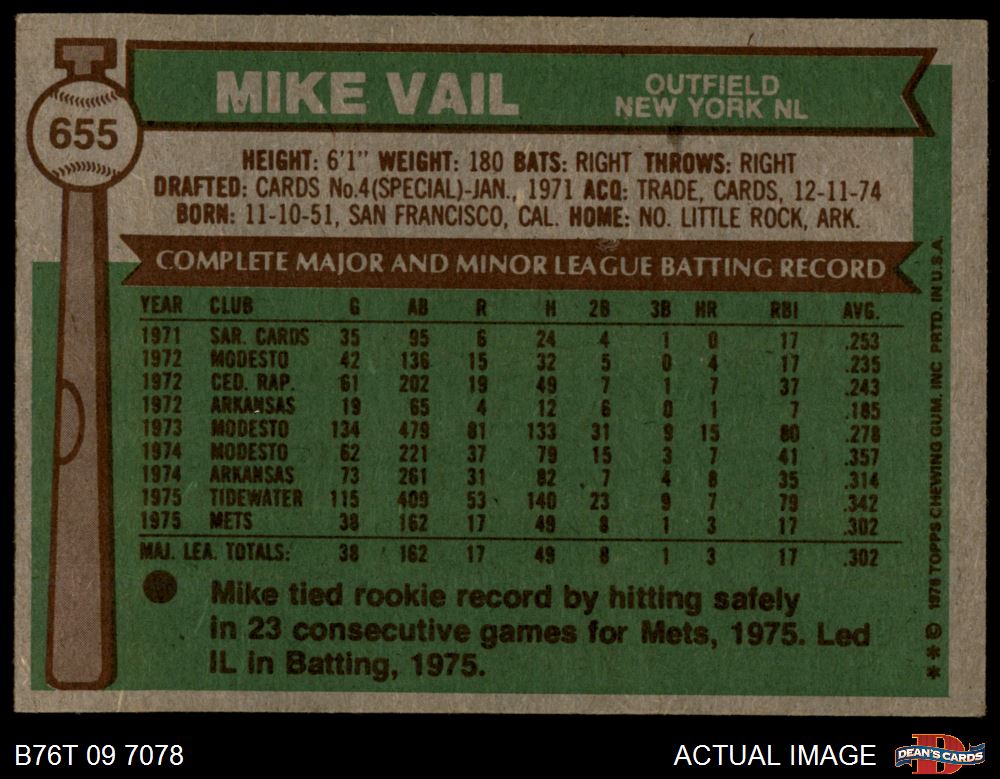 MIKE VAIL
OUTFIELD
NEW YORK NL
655
HEIGHT: 6'1" WEIGHT: 180 BATS: RIGHT THROWS: RIGHT
DRAFTED: CARDS No.4(SPECIAL)-JAN., 1971 ACQ: TRADE, CARDS, 12-11-74
BORN: 11-10-51, SAN FRANCISCO, CAL. HOME: NO. LITTLE ROCK, ARK.
COMPLETE MAJOR AND MINOR LEAGUE BATTING RECORD
YEAR CLUB G AB R H 2B 3B HR RBI AVG.
1971 SAR. CARDS 35 95 6 24 4 1 0 17 .253
1972 MODESTO 42 136 15 32 5 0 4 17 .235
1972 CED. RAP. 61 202 19 49 7 1 7 37 .243
1972 ARKANSAS 19 65 4 12 6 0 1 7 .185
1973 MODESTO 134 479 81 133 31 9 15 80 .278
1974 MODESTO 62 221 37 79 15 3 7 41 .357
1974 ARKANSAS 73 261 31 82 7 4 8 35 .314
1975 TIDEWATER 115 409 53 140 23 9 7 79 .342
1975 METS 38 162 17 49 8 1 3 17 .302
MAJ. LEA. TOTALS: 38 162 17 49 8 1 3 17 .302
Mike tied rookie record by hitting safely
in 23 consecutive games for Mets, 1975. Led
IL in Batting, 1975.
* * © 1976 TOPPS CHEWING GUM, INC PRTD. IN U.S.A.
B76T 09 7078
ACTUAL IMAGE
DEAN'S CARDS